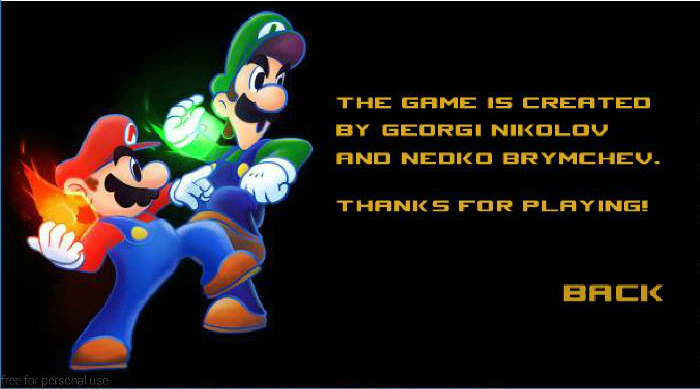 THE GAME IS CREATED
BY GEORGI NIKOLOV
AND NEDKO BRYMCHEV.
THANKS FOR PLAYING!
BACK
free for personal use